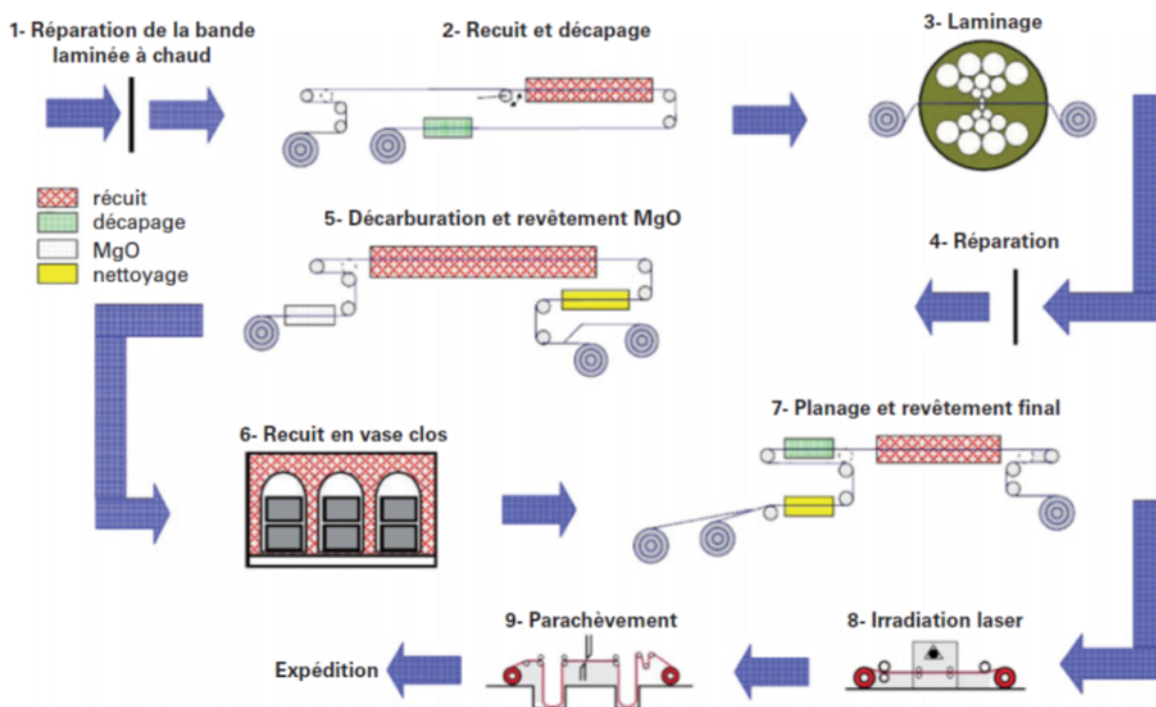 1- Réparation de la bande
laminée à chaud
2- Recuit et décapage
3- Laminage
récuit
décapage
MgO
nettoyage
5- Décarburation et revêtement MgO
4- Réparation
6- Recuit en vase clos
7- Planage et revêtement final
9- Parachèvement
8- Irradiation laser
Expédition